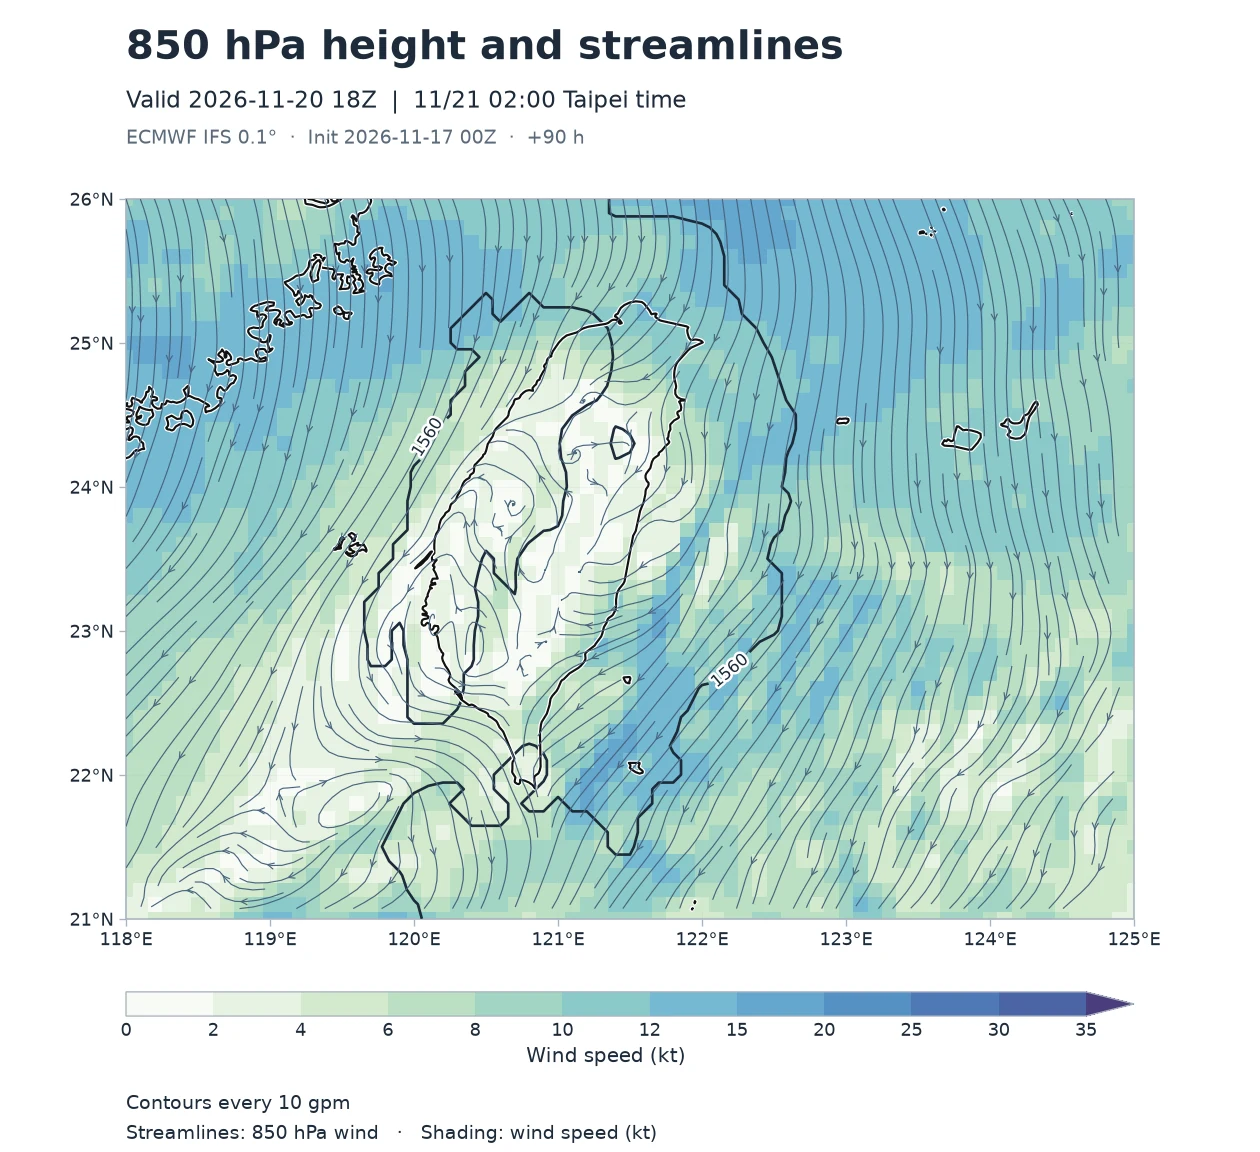 850 hPa height and streamlines
Valid 2026-11-20 18Z | 11/21 02:00 Taipei time
ECMWF IFS 0.1° · Init 2026-11-17 00Z · +90 h
26°N
25°N
24°N
23°N
22°N
21°N
1560
1560
118°E 119°E 120°E 121°E 122°E 123°E 124°E 125°E
0 2 4 6 8 10 12 15 20 25 30 35
Wind speed (kt)
Contours every 10 gpm
Streamlines: 850 hPa wind · Shading: wind speed (kt)